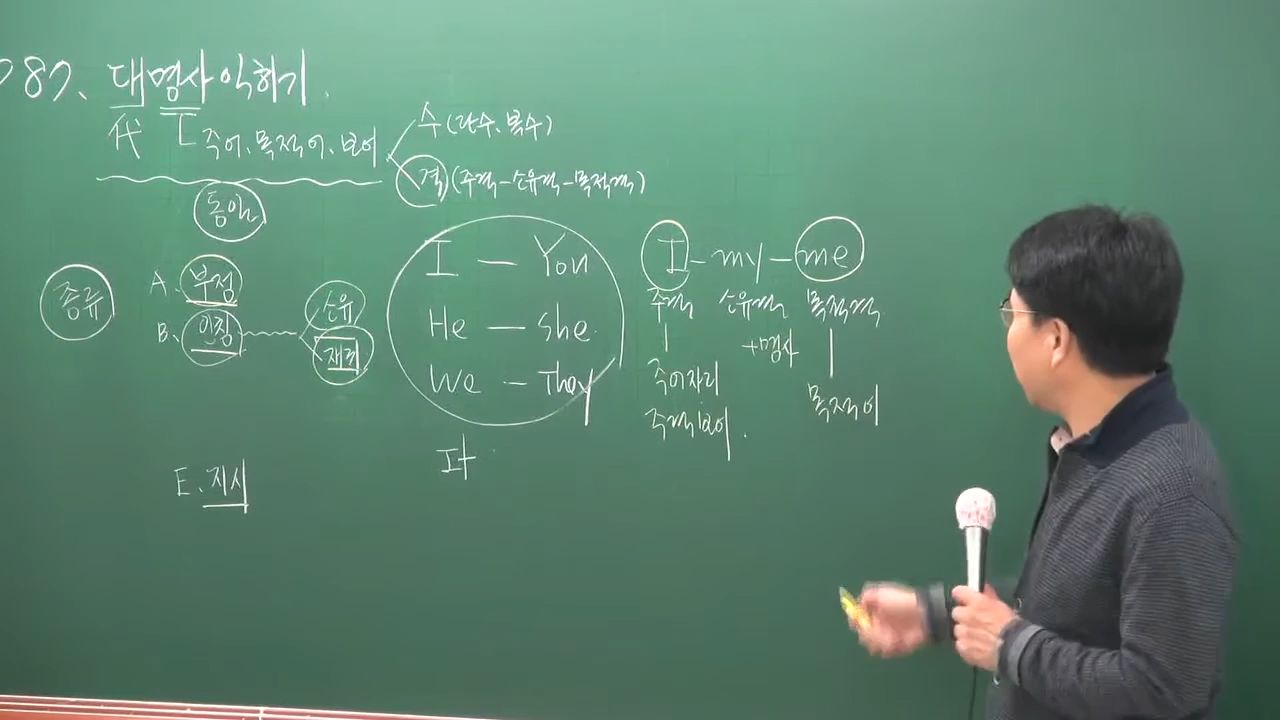 787. 대명사 익히기.
代 주어, 목적어, 보어
수 (단수, 복수)
격 (주격-소유격-목적격)
동일
종류
A. 부정
B. 인칭
소유
재귀
E. 지시
I - You
He - She
We - They
It
I - my - me
주격 소유격 목적격
+명사
주어자리 목적어
주격보어.